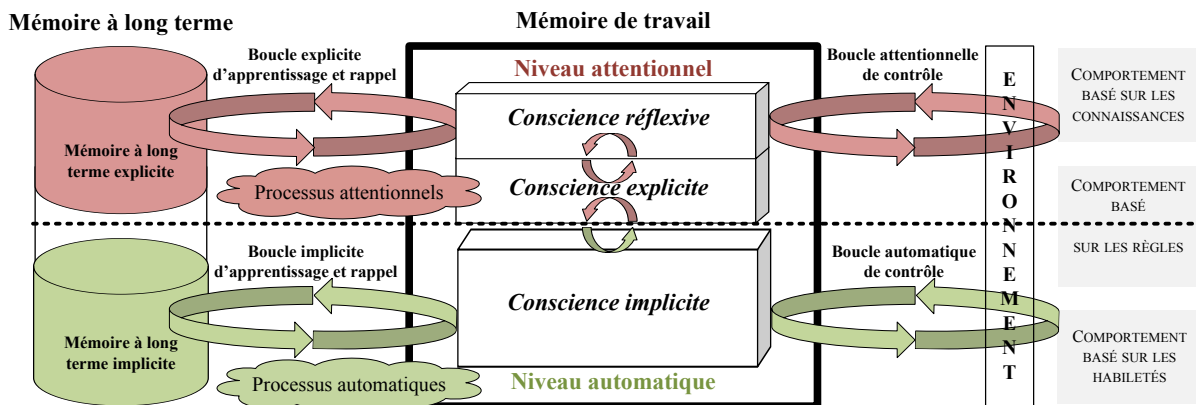 Mémoire à long terme
Mémoire de travail
Boucle explicite
d'apprentissage et rappel
Niveau attentionnel
Boucle attentionnelle
de contrôle
Mémoire à long
terme explicite
Conscience réflexive
Processus attentionnels
Conscience explicite
Boucle implicite
d'apprentissage et rappel
Boucle automatique
de contrôle
Mémoire à long
terme implicite
Conscience implicite
Processus automatiques
Niveau automatique
E
N
V
I
R
O
N
N
E
M
E
N
T
COMPORTEMENT
BASÉ SUR LES
CONNAISSANCES
COMPORTEMENT
BASÉ
SUR LES RÈGLES
COMPORTEMENT
BASÉ SUR LES
HABILETÉS